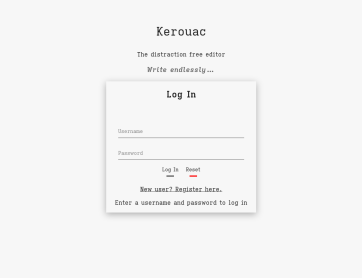 Kerouac
The distraction free editor
Write endlessly...
Log In
Username
Password
Log In Reset
New user? Register here.
Enter a username and password to log in